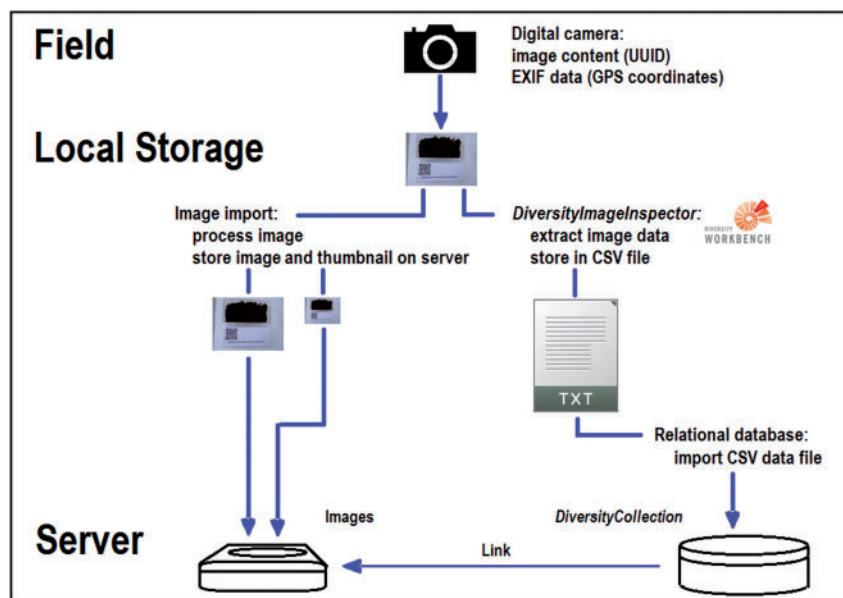 Field
Digital camera:
image content (UUID)
EXIF data (GPS coordinates)
Local Storage
Image import:
process image
store image and thumbnail on server
DiversityImageInspector:
extract image data
store in CSV file
DIVERSITY
WORKBENCH
TXT
Relational database:
import CSV data file
Images
DiversityCollection
Server
Link